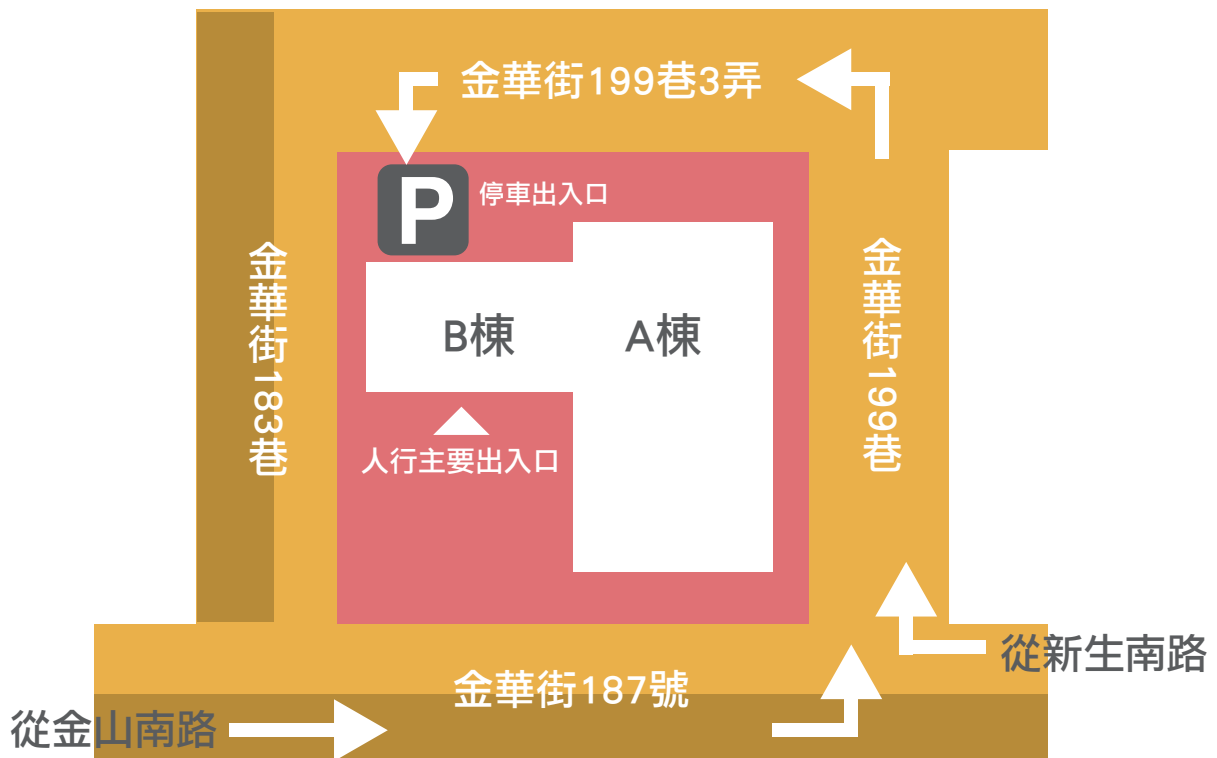 金華街199巷3弄
P
停車出入口
金華街183巷
B棟
A棟
金華街199巷
人行主要出入口
從新生南路
金華街187號
從金山南路